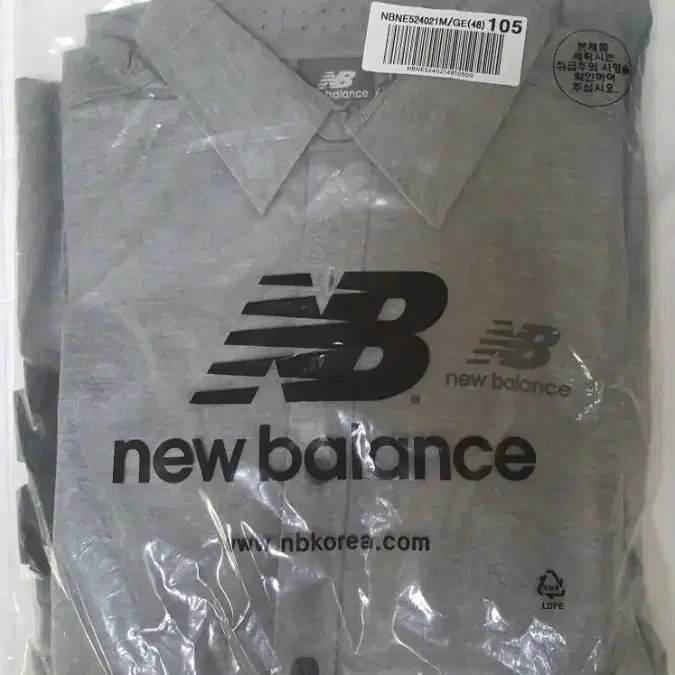 NBNE524021M/GE(48) 105
NBNE5240214810500
본제품
세탁시는
취급주의 사항을
확인하여
주십시오.
NB
new balance
NB
new balance
NB
new balance
www.nbkorea.com
LDPE